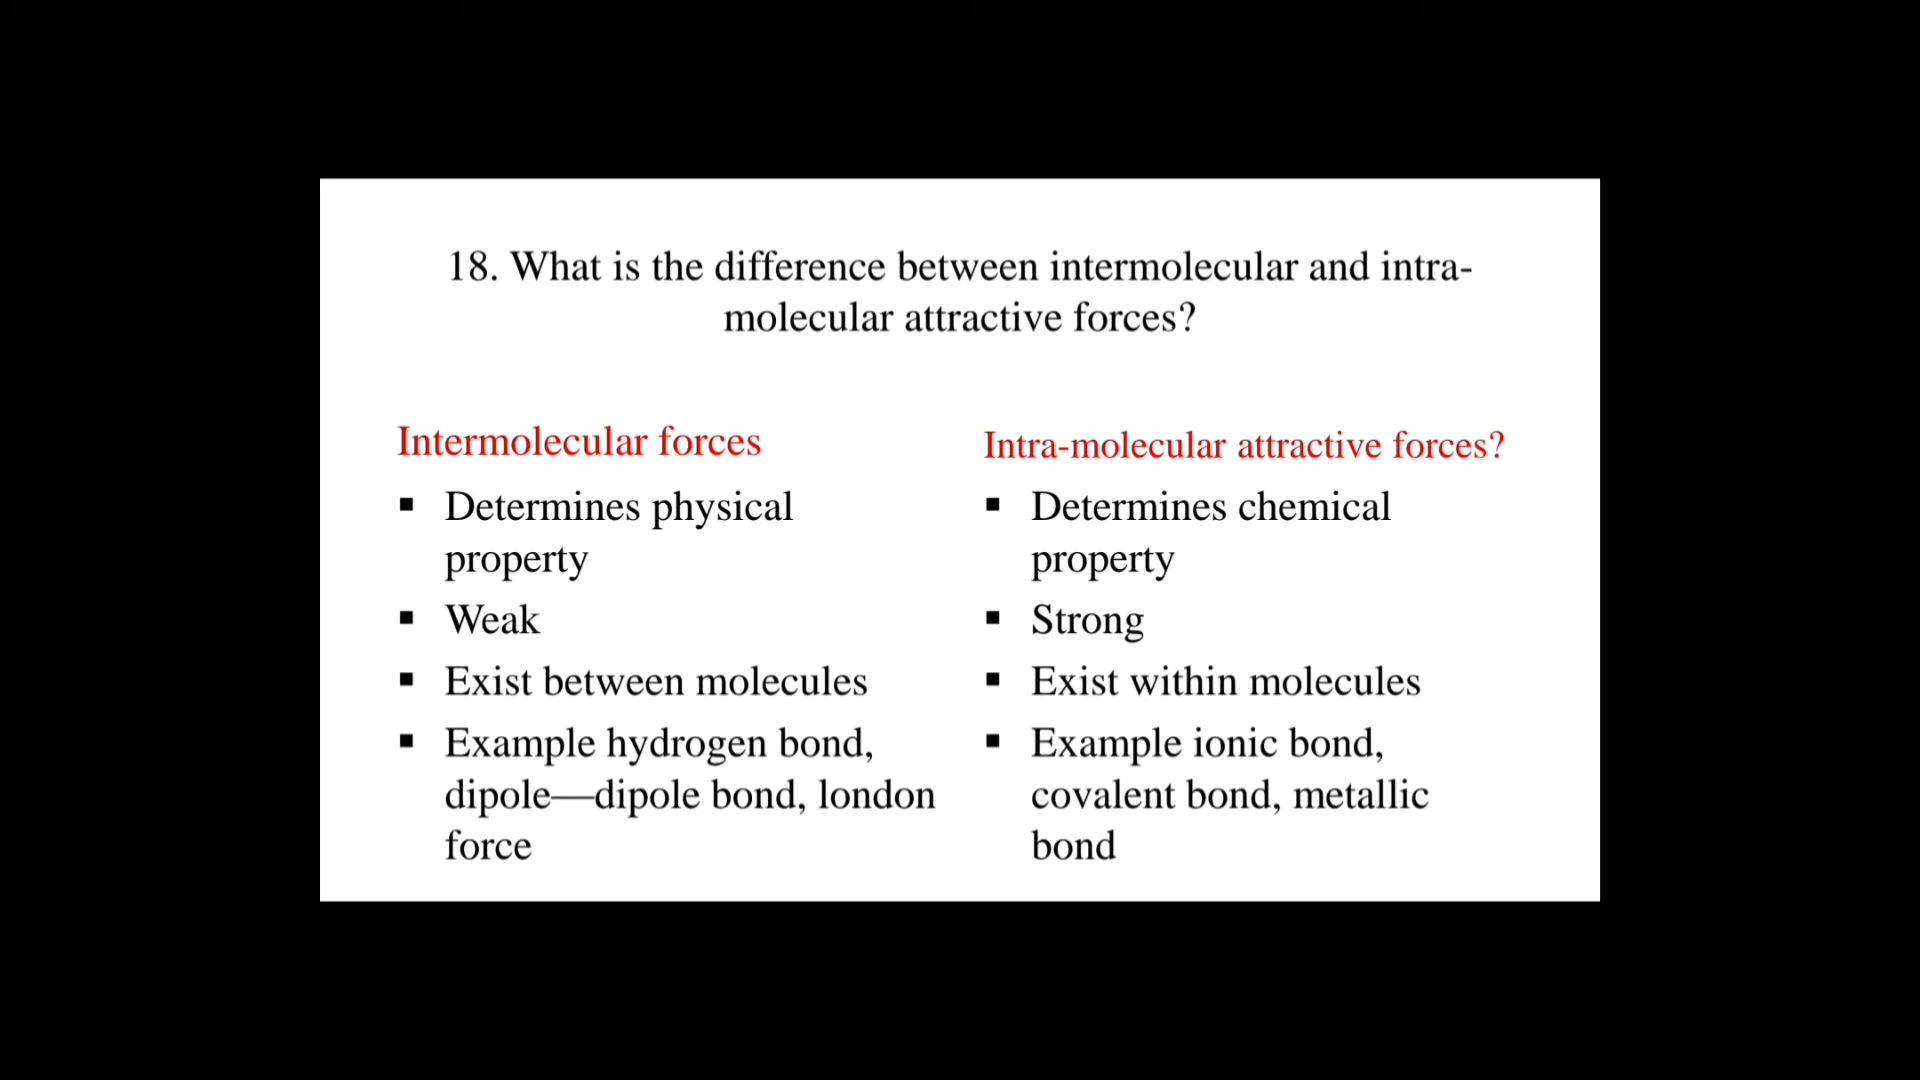 18. What is the difference between intermolecular and intra-
molecular attractive forces?
Intermolecular forces
▪ Determines physical
property
▪ Weak
▪ Exist between molecules
▪ Example hydrogen bond,
dipole—dipole bond, london
force
Intra-molecular attractive forces?
▪ Determines chemical
property
▪ Strong
▪ Exist within molecules
▪ Example ionic bond,
covalent bond, metallic
bond